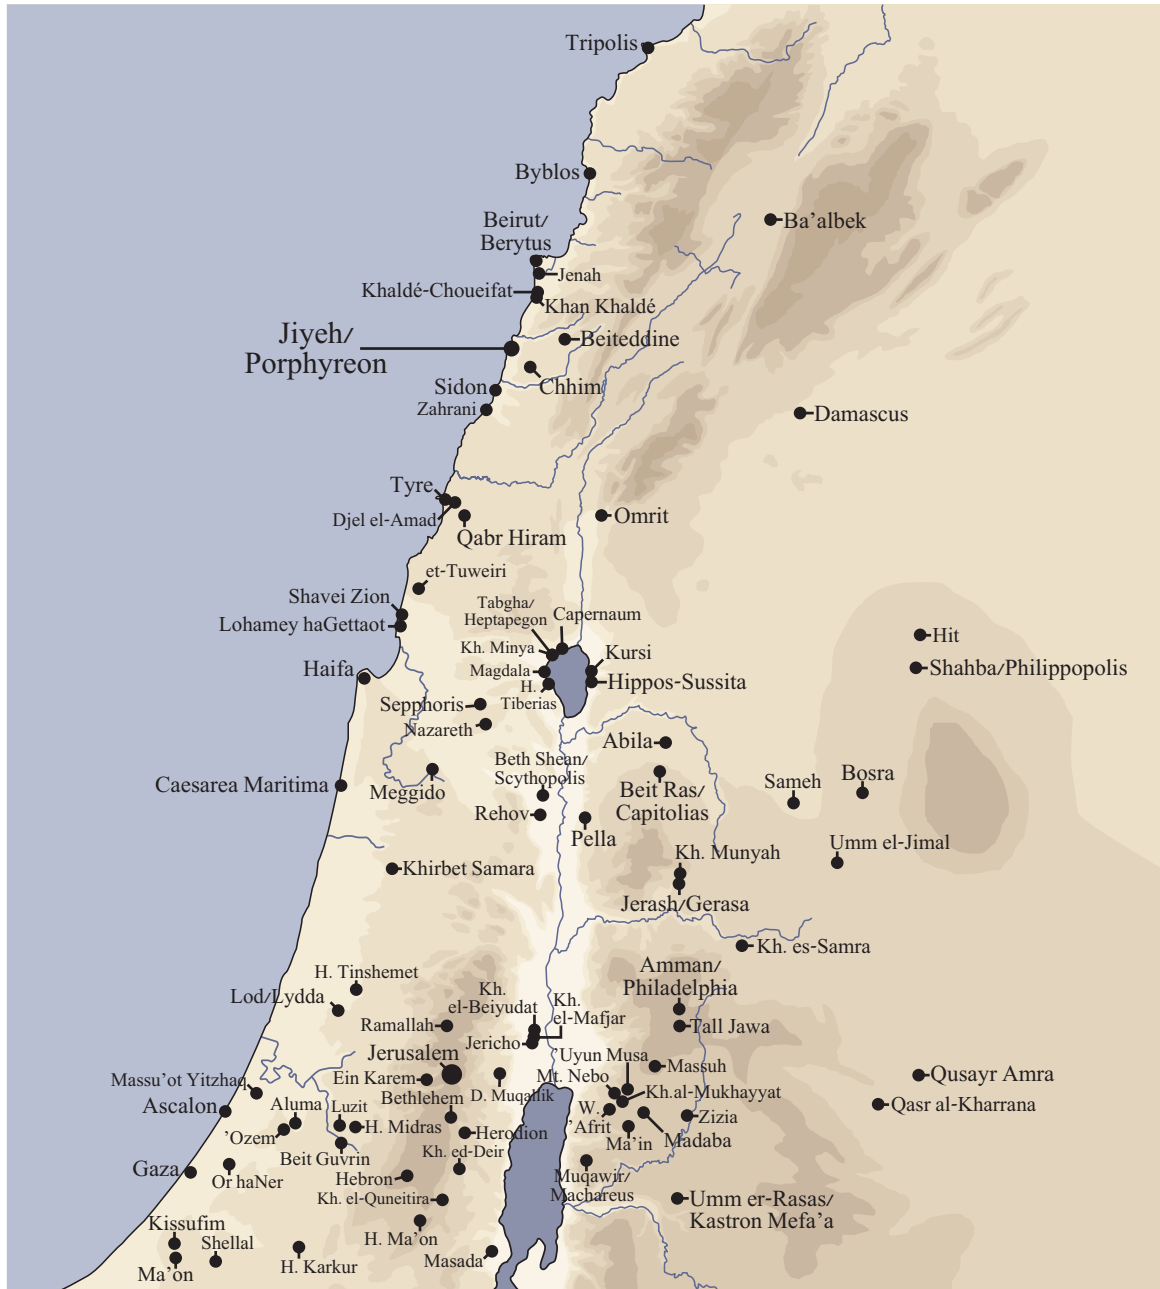 Tripolis
Byblos
Ba’albek
Beirut/
Berytus
Jenah
Khaldé-Choueifat
Khan Khaldé
Jiyeh/
Porphyreon
Beiteddine
Chhim
Sidon
Zahrani
Damascus
Tyre
Djel el-Amad
Qabr Hiram
Omrit
et-Tuweiri
Shavei Zion
Lohamey haGettaot
Tabgha/
Heptapegon
Capernaum
Kh. Minya
Kursi
Haifa
Magdala
H.
Tiberias
Hippos-Sussita
Hit
Shahba/Philippopolis
Sepphoris
Nazareth
Abila
Beth Shean/
Scythopolis
Caesarea Maritima
Meggido
Beit Ras/
Capitolias
Sameh
Bosra
Rehov
Pella
Umm el-Jimal
Kh. Munyah
Khirbet Samara
Jerash/Gerasa
Kh. es-Samra
H. Tinshemet
Amman/
Philadelphia
Lod/Lydda
Kh.
el-Beiyudat
Kh.
el-Mafjar
Ramallah
Tall Jawa
Jericho
Jerusalem
’Uyun Musa
Massuh
Massu’ot Yitzhaq
Ein Karem
Mt. Nebo
Qusayr Amra
Bethlehem
D. Muqallik
Kh.al-Mukhayyat
Ascalon
Aluma
Luzit
W.
’Afrit
Qasr al-Kharrana
’Ozem
H. Midras
Herodion
Zizia
Madaba
Ma’in
Beit Guvrin
Kh. ed-Deir
Gaza
Or haNer
Hebron
Muqawir/
Machareus
Kh. el-Quneitira
Umm er-Rasas/
Kastron Mefa’a
Kissufim
Shellal
H. Ma’on
Masada
Ma’on
H. Karkur